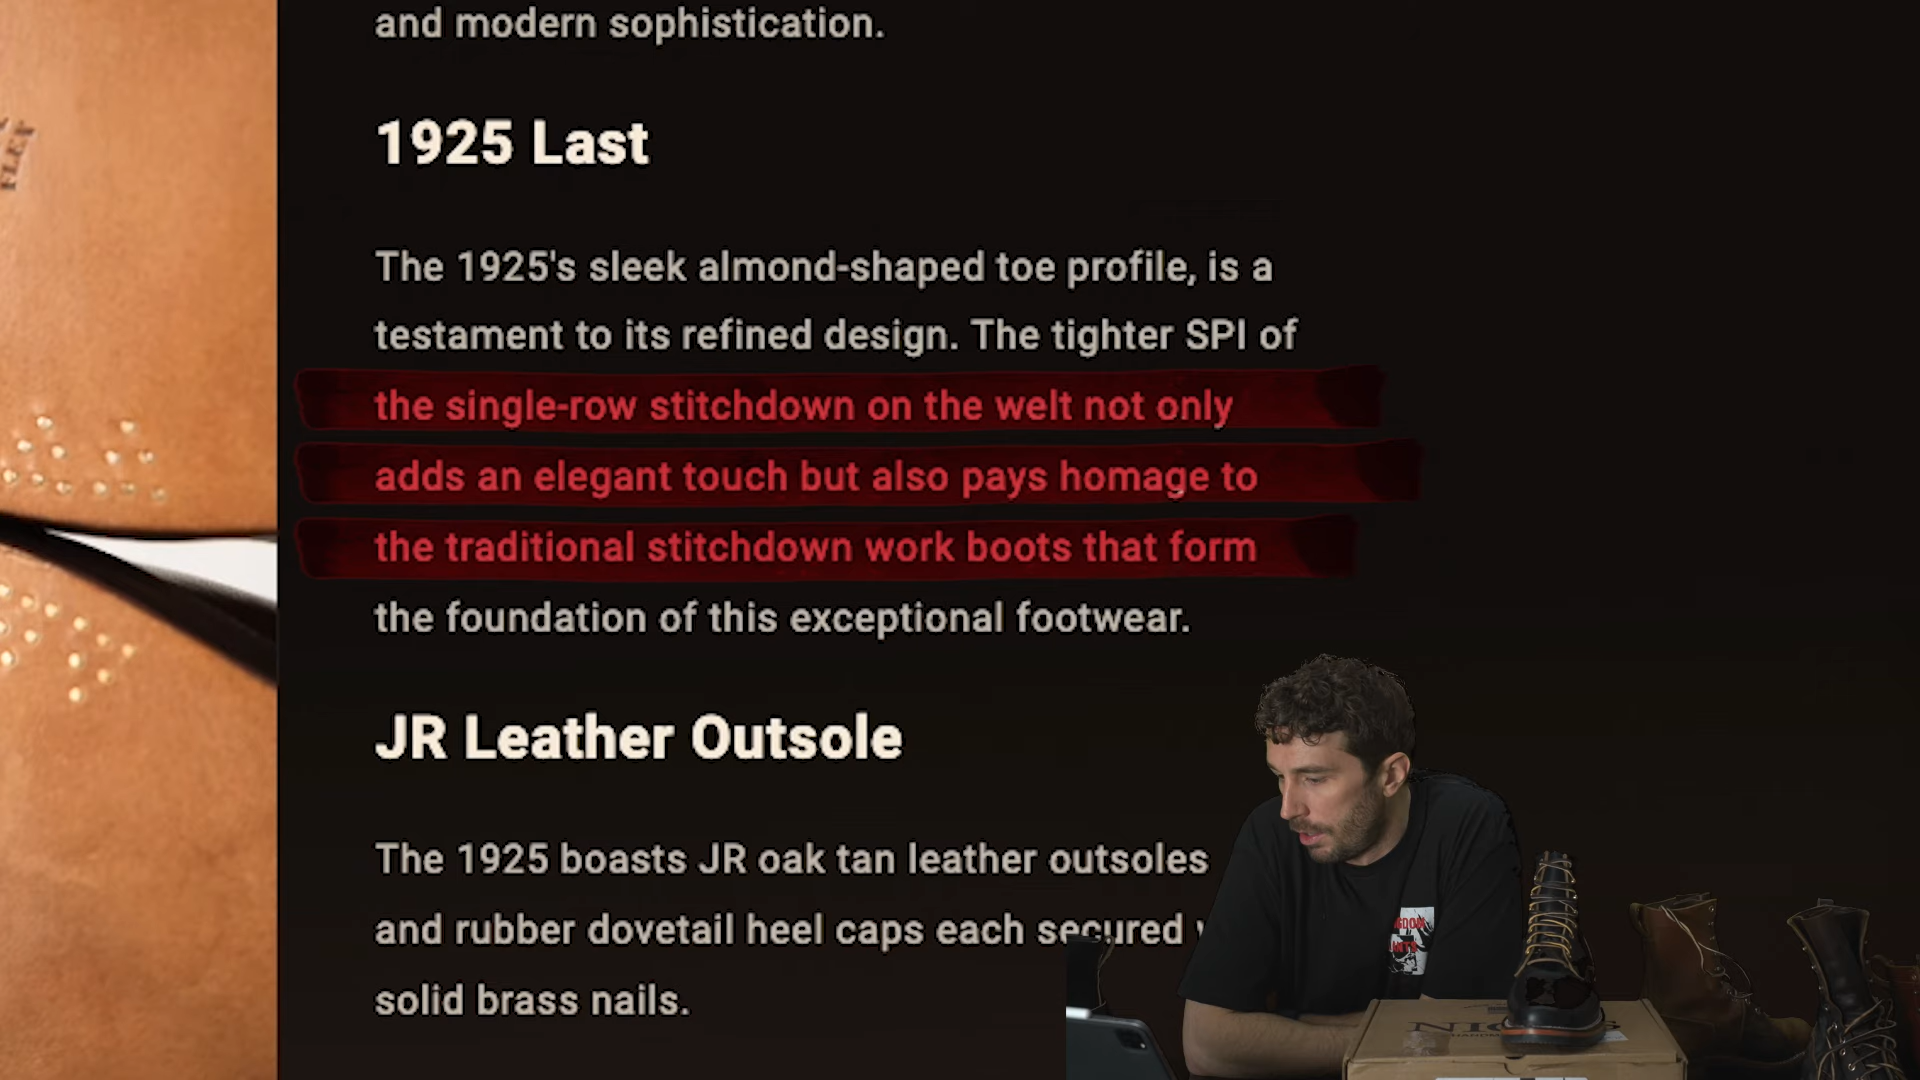 and modern sophistication.
1925 Last
The 1925's sleek almond-shaped toe profile, is a
testament to its refined design. The tighter SPI of
the single-row stitchdown on the welt not only
adds an elegant touch but also pays homage to
the traditional stitchdown work boots that form
the foundation of this exceptional footwear.
JR Leather Outsole
The 1925 boasts JR oak tan leather outsoles
and rubber dovetail heel caps each secured
solid brass nails.